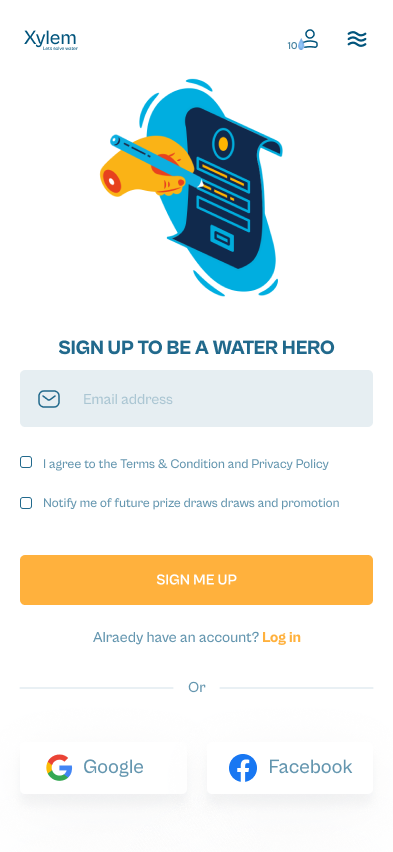 Xylem
Let's solve water
10
SIGN UP TO BE A WATER HERO
Email address
I agree to the Terms & Condition and Privacy Policy
Notify me of future prize draws draws and promotion
SIGN ME UP
Alraedy have an account? Log in
Or
Google
Facebook